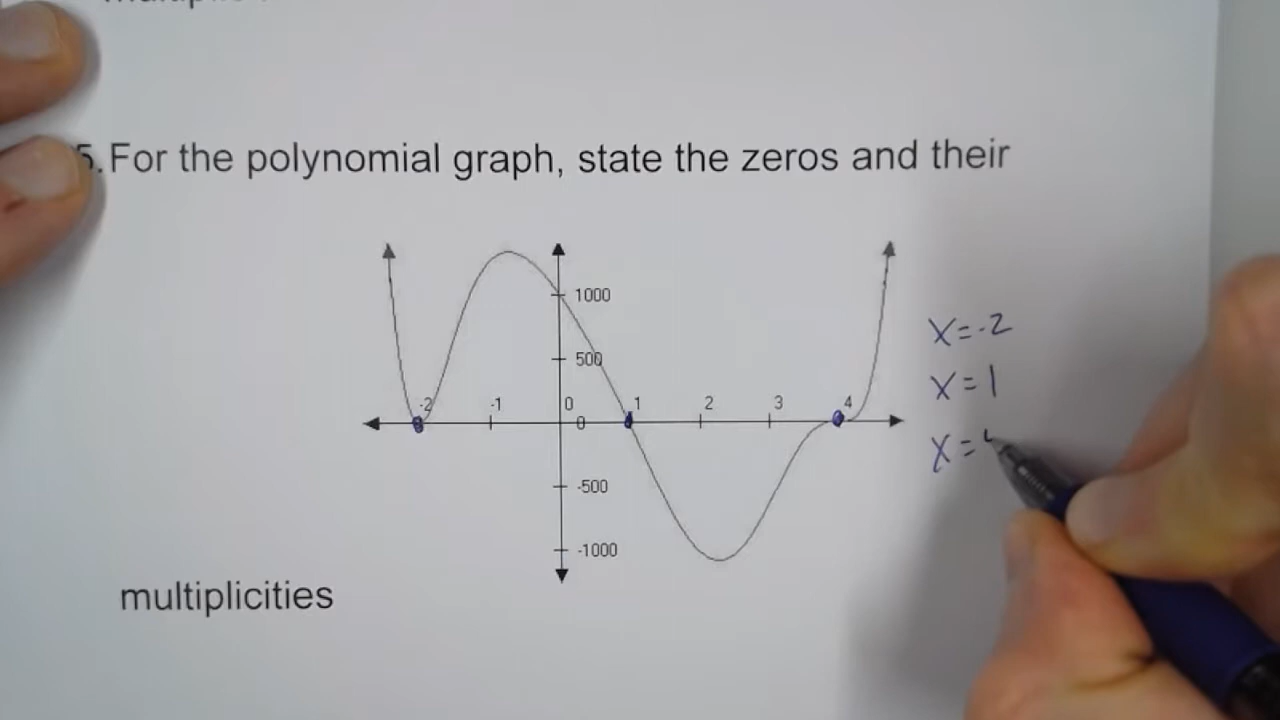 5. For the polynomial graph, state the zeros and their
1000
500
-2 -1 0 1 2 3 4
0
-500
-1000
x=-2
x=1
x=4
multiplicities